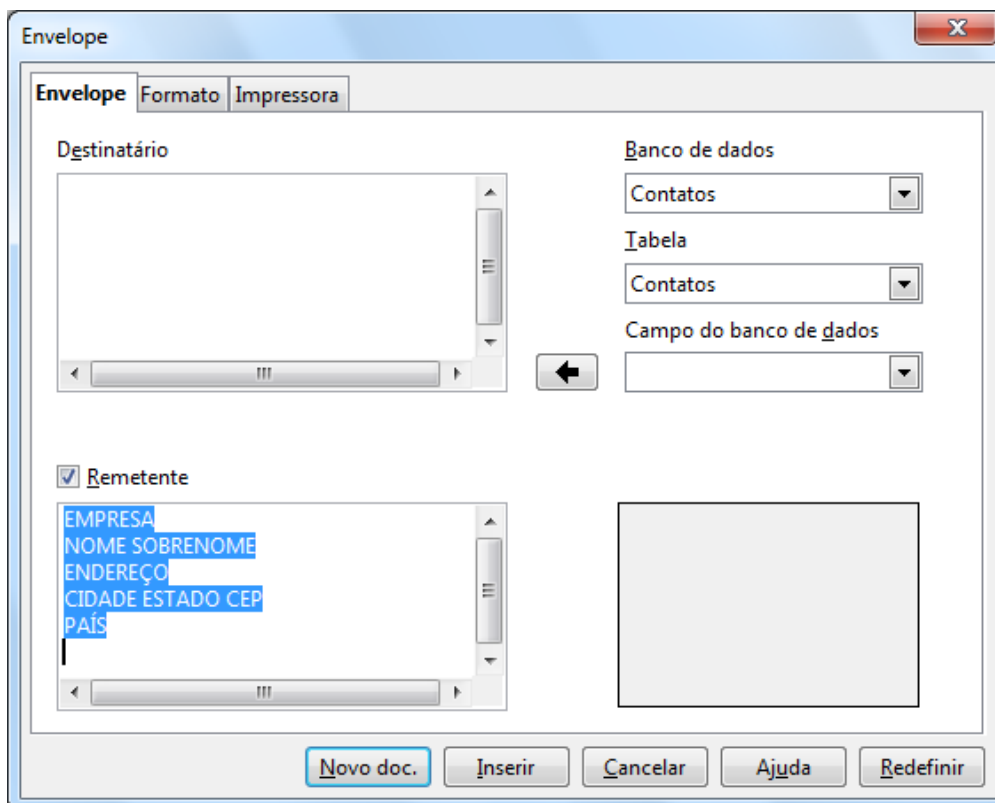 Envelope
Envelope Formato Impressora
Destinatário
Banco de dados
Contatos
Tabela
Contatos
Campo do banco de dados
Remetente
EMPRESA
NOME SOBRENOME
ENDEREÇO
CIDADE ESTADO CEP
PAÍS
Novo doc. Inserir Cancelar Ajuda Redefinir